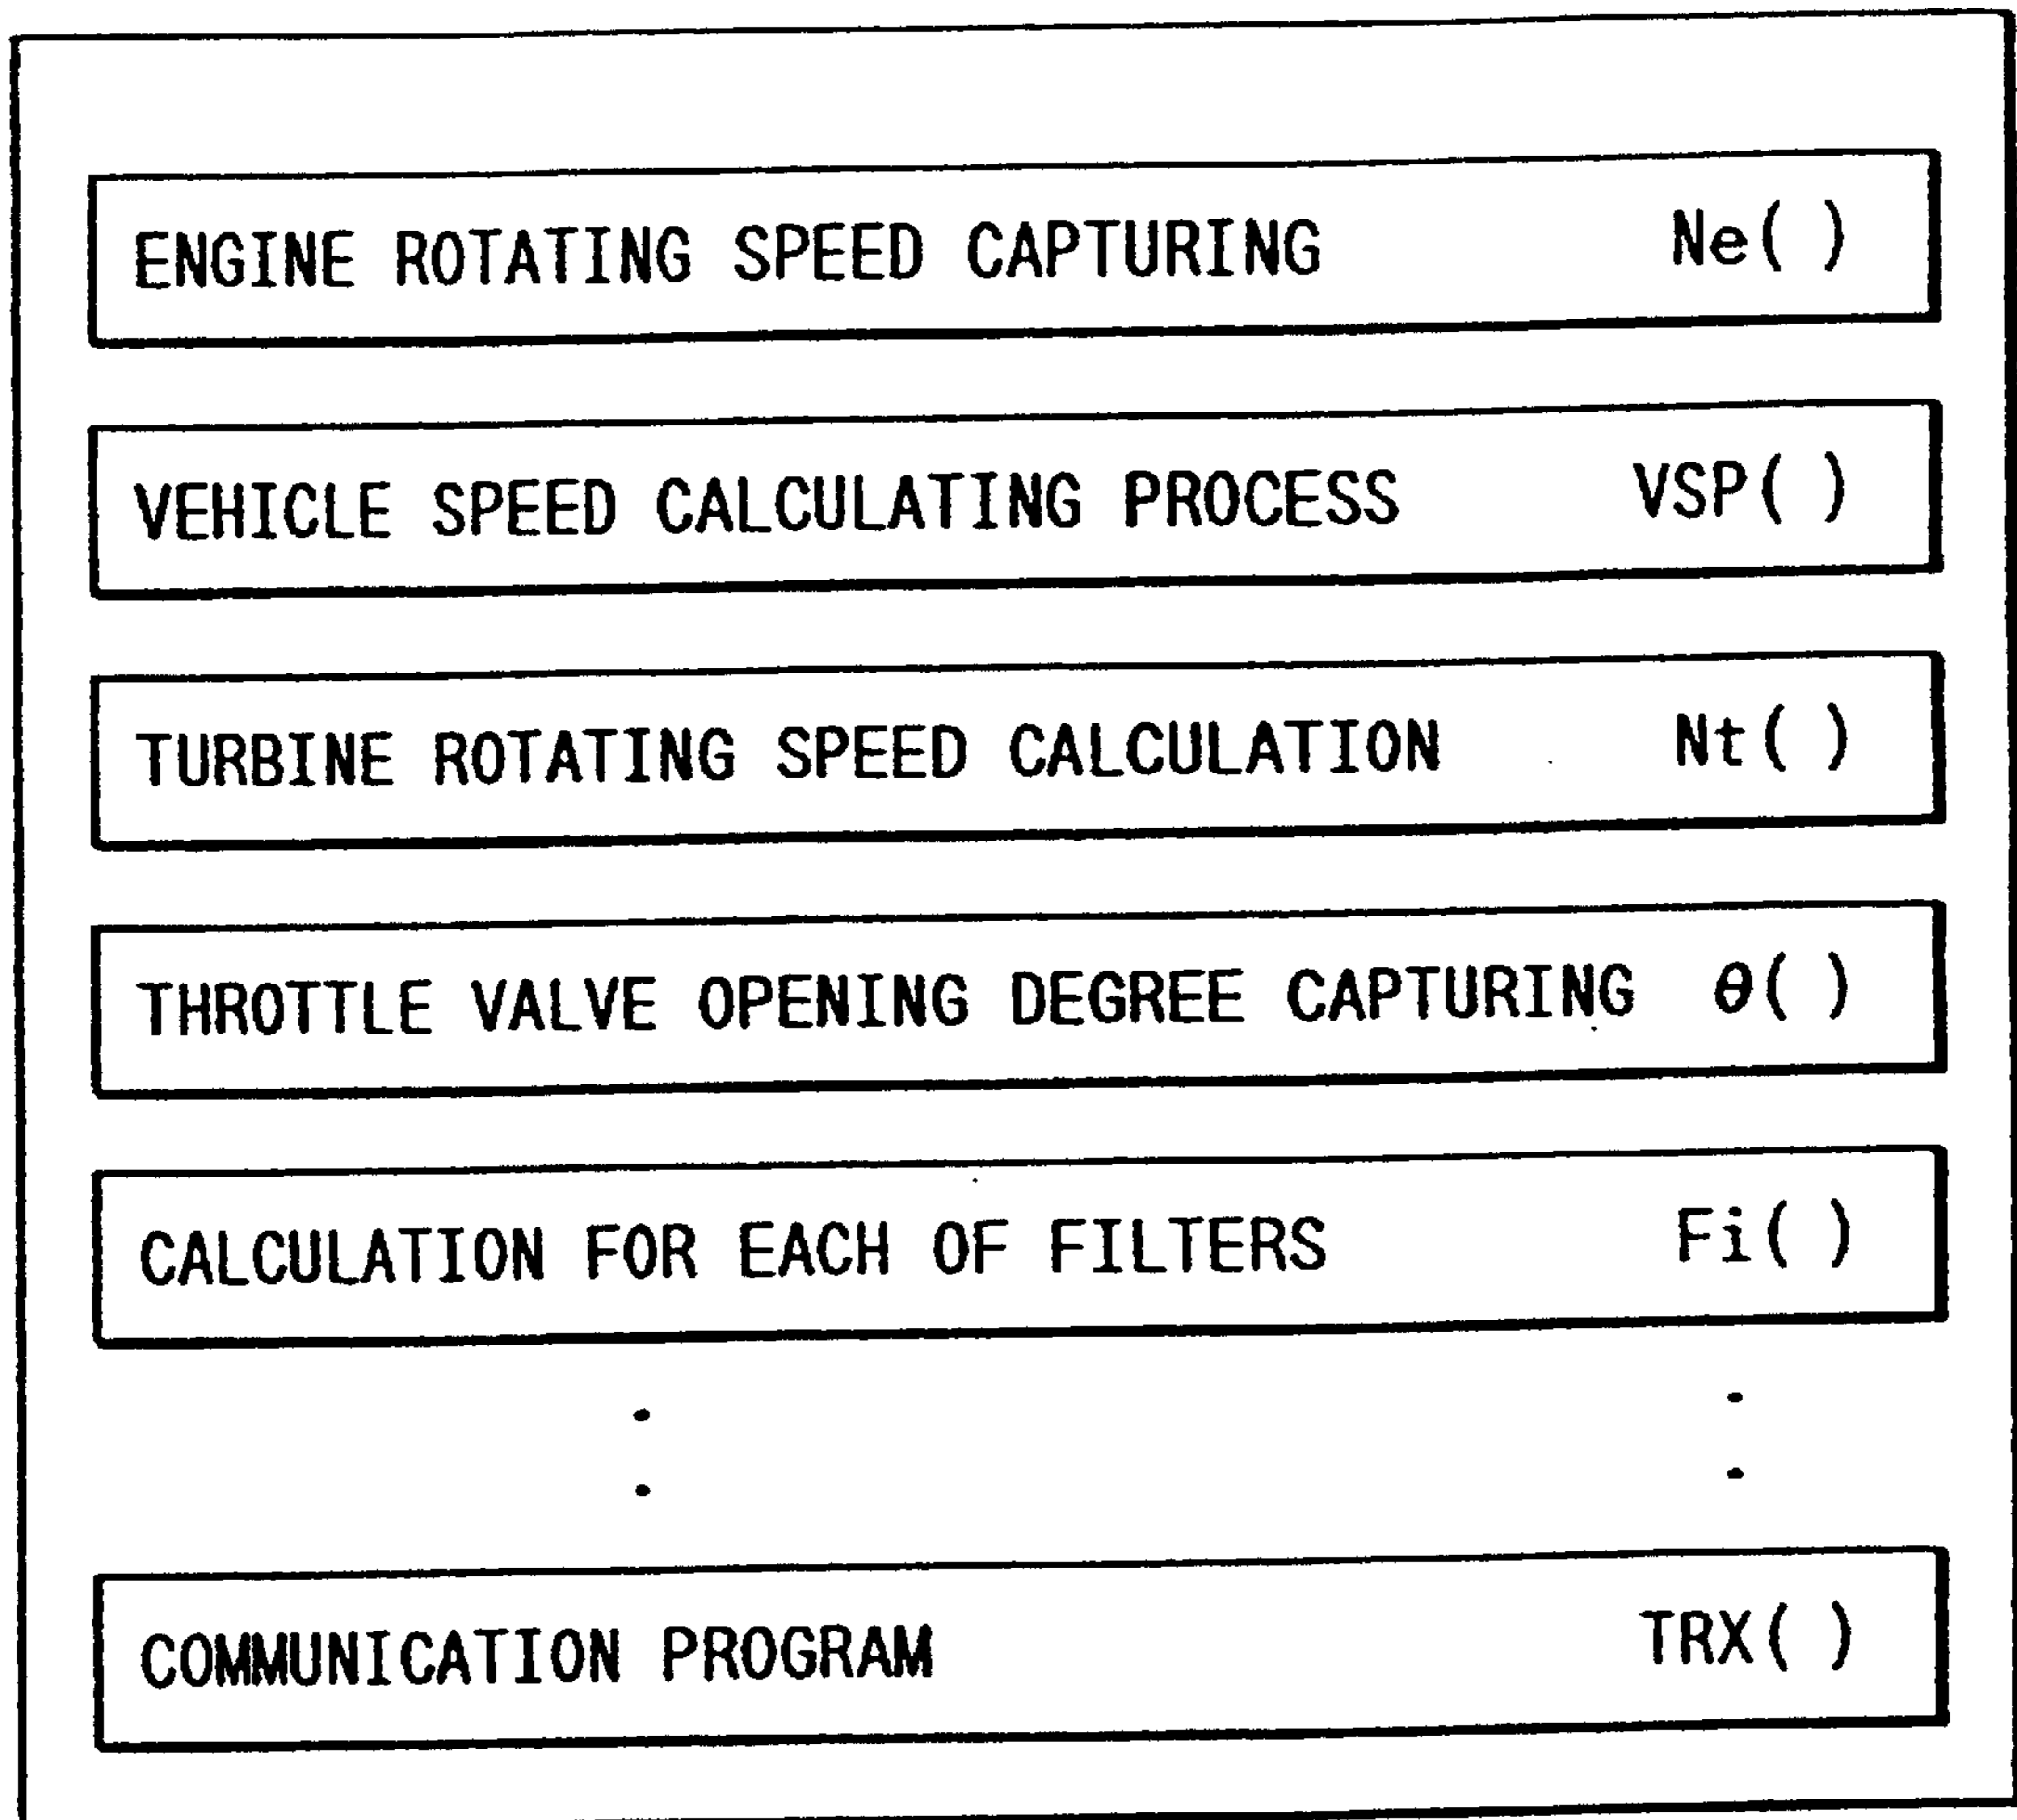 ENGINE ROTATING SPEED CAPTURING Ne( )
VEHICLE SPEED CALCULATING PROCESS VSP( )
TURBINE ROTATING SPEED CALCULATION Nt( )
THROTTLE VALVE OPENING DEGREE CAPTURING θ( )
CALCULATION FOR EACH OF FILTERS Fi( )
COMMUNICATION PROGRAM TRX( )